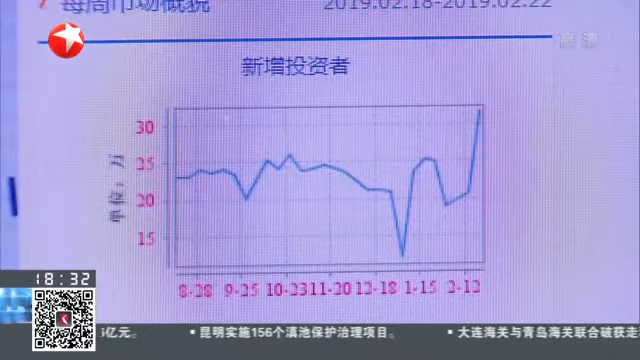 每周市场概貌 2019.02.18-2019.02.22
高清
新增投资者
30
25
20
15
单位：万
8-28 9-25 10-23 11-20 12-18 1-15 2-12
18:32
亿元。 ■ 昆明实施156个滇池保护治理项目。 ■ 大连海关与青岛海关联合破获走